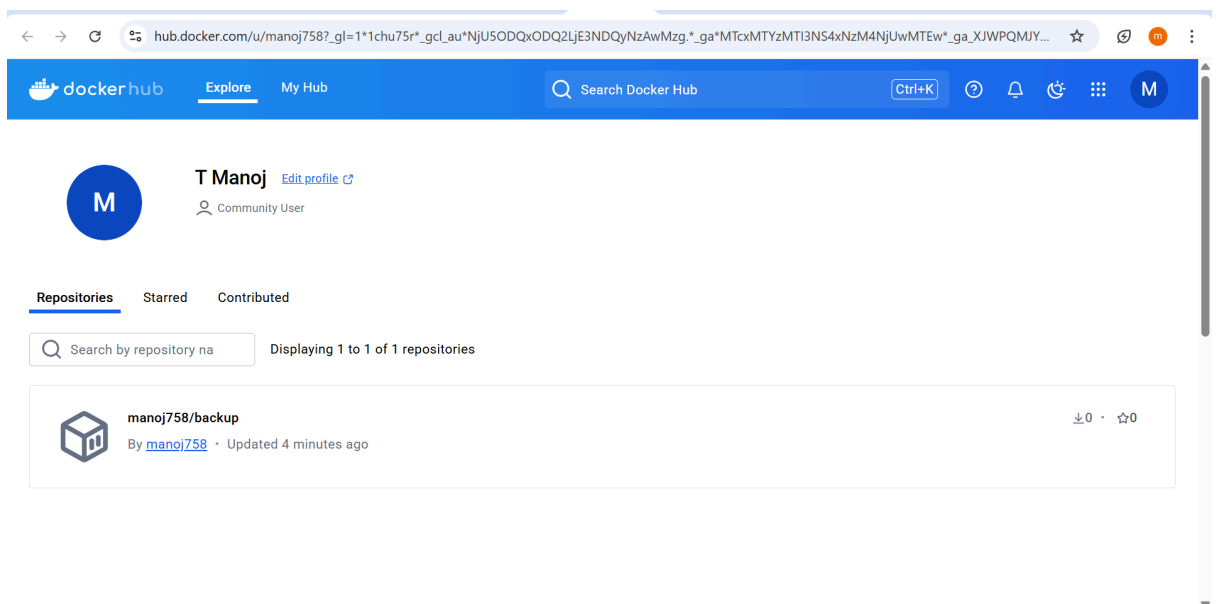 hub.docker.com/u/manoj758?_gl=1*1chu75r*_gcl_au*NjU5ODQxODQ2LjE3NDQyNzAwMzg.*_ga*MTcxMTYzMTI3NS4xNzM4NjUwMTEw*_ga_XJWPQMJY...
m
dockerhub Explore My Hub Search Docker Hub Ctrl+K ? M
M
T Manoj Edit profile
Community User
Repositories Starred Contributed
Search by repository na Displaying 1 to 1 of 1 repositories
manoj758/backup 0 · 0
By manoj758 · Updated 4 minutes ago